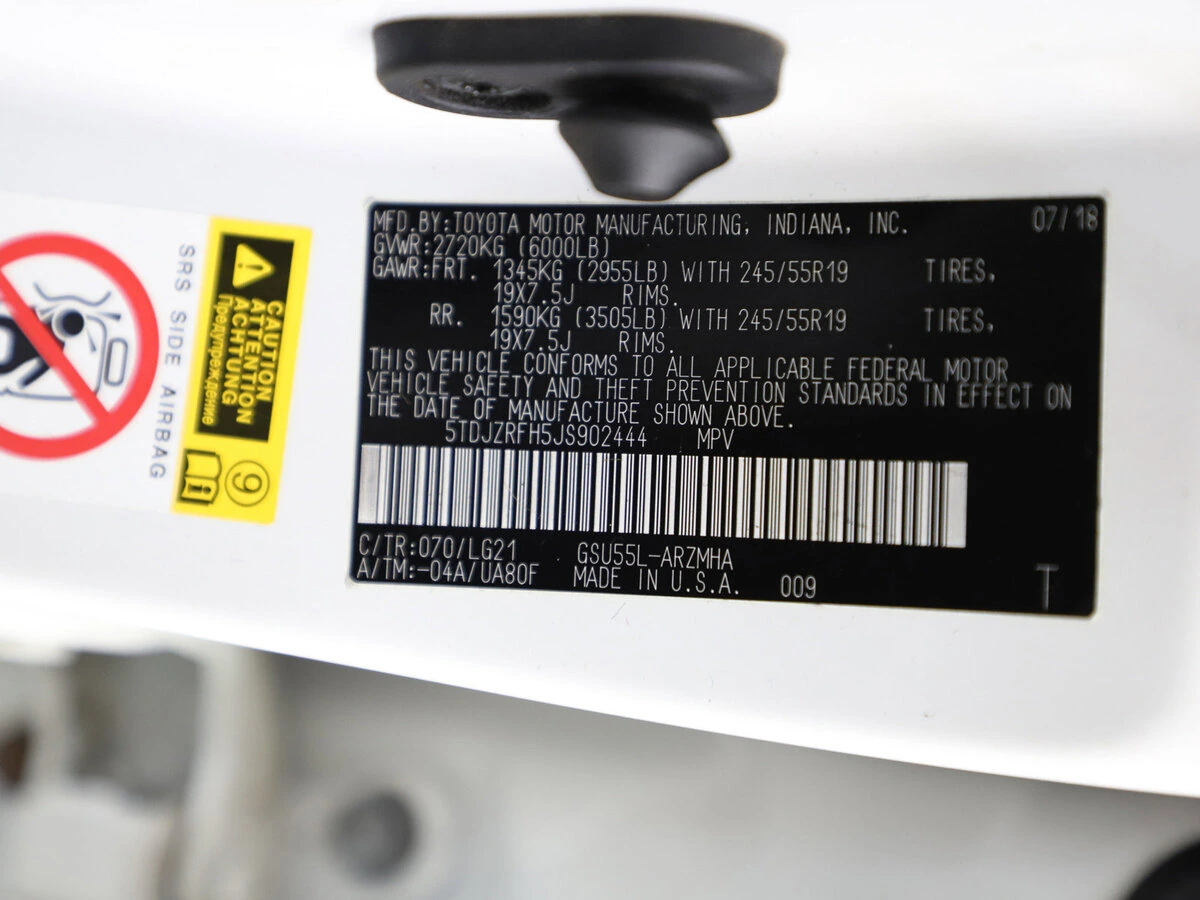 MFD.BY:TOYOTA MOTOR MANUFACTURING, INDIANA, INC. 07/18
GVWR:2720KG (6000LB)
GAWR:FRT. 1345KG (2955LB) WITH 245/55R19 TIRES,
19X7.5J RIMS.
RR. 1590KG (3505LB) WITH 245/55R19 TIRES,
19X7.5J RIMS.
THIS VEHICLE CONFORMS TO ALL APPLICABLE FEDERAL MOTOR
VEHICLE SAFETY AND THEFT PREVENTION STANDARDS IN EFFECT ON
THE DATE OF MANUFACTURE SHOWN ABOVE.
5TDJZRFH5JS902444 MPV
C/TR:070/LG21 GSU55L-ARZMHA
A/TM:-04A/UA80F MADE IN U.S.A. 009 T
CAUTION
ATTENTION
ACHTUNG
Предупреждение
9
SRS SIDE AIRBAG